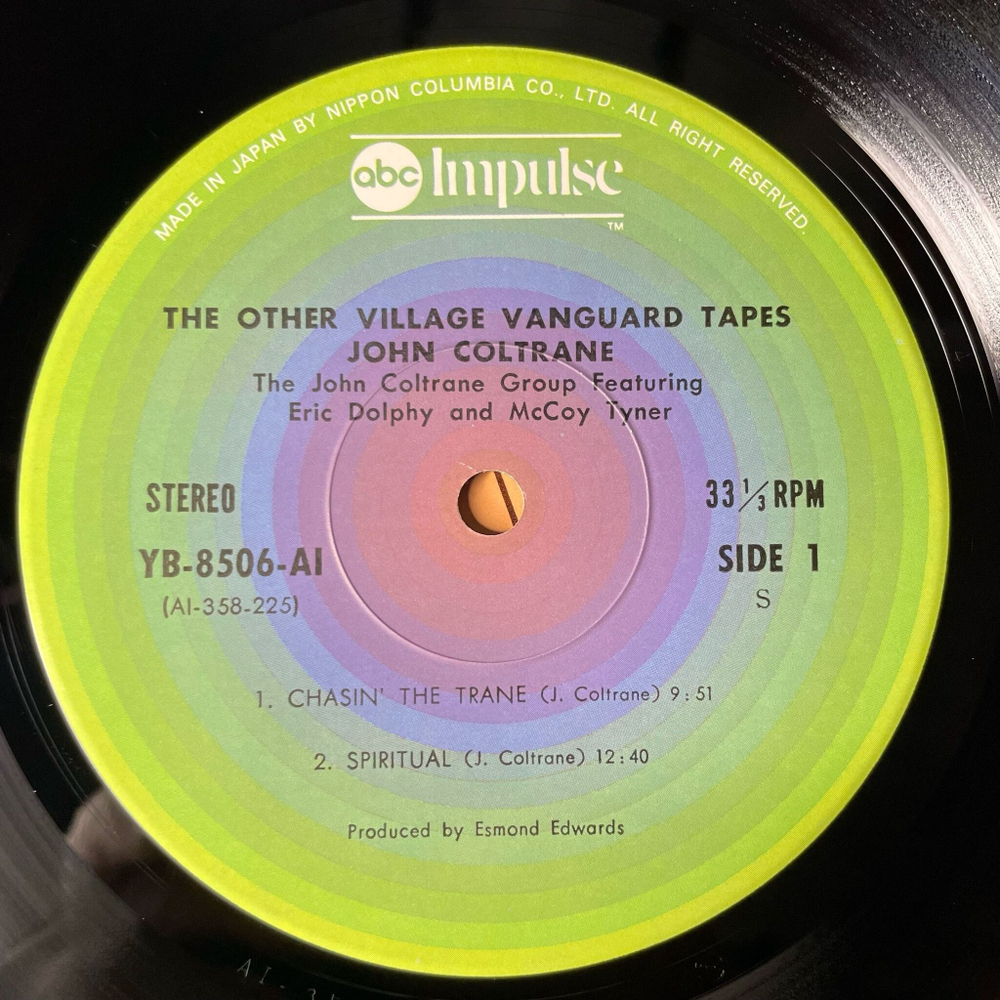 MADE IN JAPAN BY NIPPON COLUMBIA CO., LTD. ALL RIGHT RESERVED.
abc Impulse
TM
THE OTHER VILLAGE VANGUARD TAPES
JOHN COLTRANE
The John Coltrane Group Featuring
Eric Dolphy and McCoy Tyner
STEREO
33 1/3 RPM
YB-8506-AI
SIDE 1
(AI-358-225)
S
1. CHASIN' THE TRANE (J. Coltrane) 9:51
2. SPIRITUAL (J. Coltrane) 12:40
Produced by Esmond Edwards